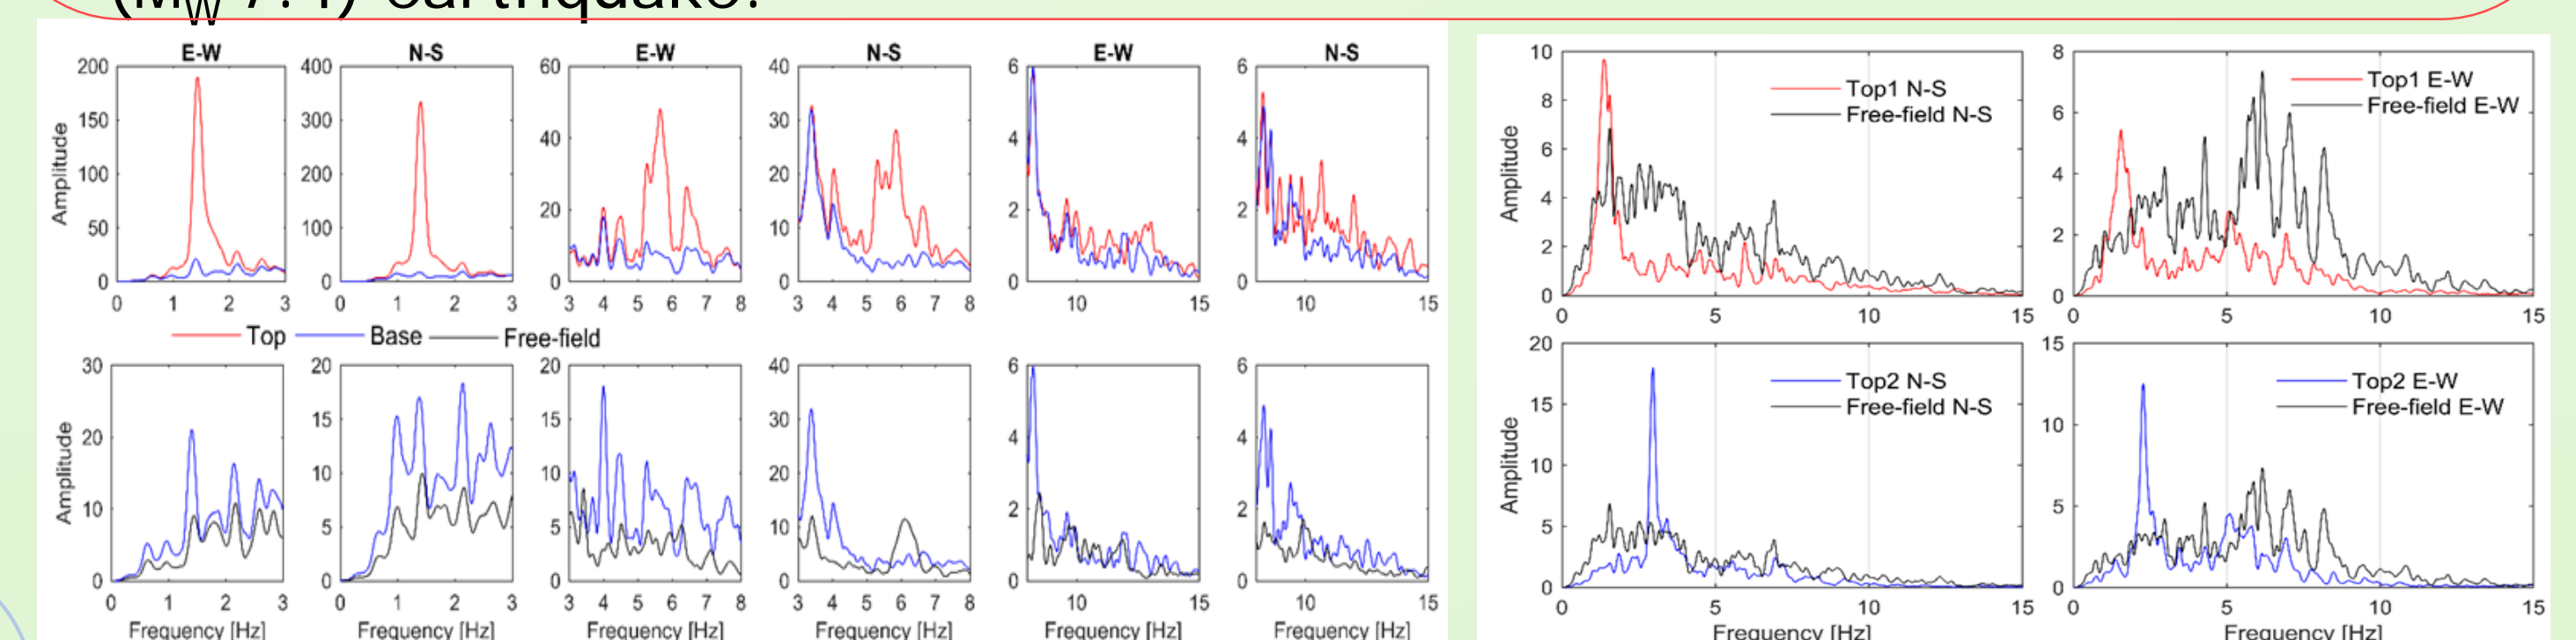 (Mw 7.4) earthquake.
E-W N-S E-W N-S E-W N-S
200 150 100 50 0
400 300 200 100 0
60 40 20 0
40 30 20 10 0
6 4 2 0
6 4 2 0
Amplitude
0 1 2 3
0 1 2 3
3 4 5 6 7 8
3 4 5 6 7 8
10 15
10 15
Top Base Free-field
30 20 10 0
20 15 10 5 0
20 15 10 5 0
40 30 20 10 0
6 4 2 0
6 4 2 0
Amplitude
0 1 2 3
0 1 2 3
3 4 5 6 7 8
3 4 5 6 7 8
10 15
10 15
Frequency [Hz] Frequency [Hz] Frequency [Hz] Frequency [Hz] Frequency [Hz] Frequency [Hz]
10 8 6 4 2 0
Amplitude
Top1 N-S
Free-field N-S
0 5 10 15
8 6 4 2 0
Top1 E-W
Free-field E-W
0 5 10 15
20 15 10 5 0
Amplitude
Top2 N-S
Free-field N-S
0 5 10 15
Frequency [Hz]
15 10 5 0
Top2 E-W
Free-field E-W
0 5 10 15
Frequency [Hz]